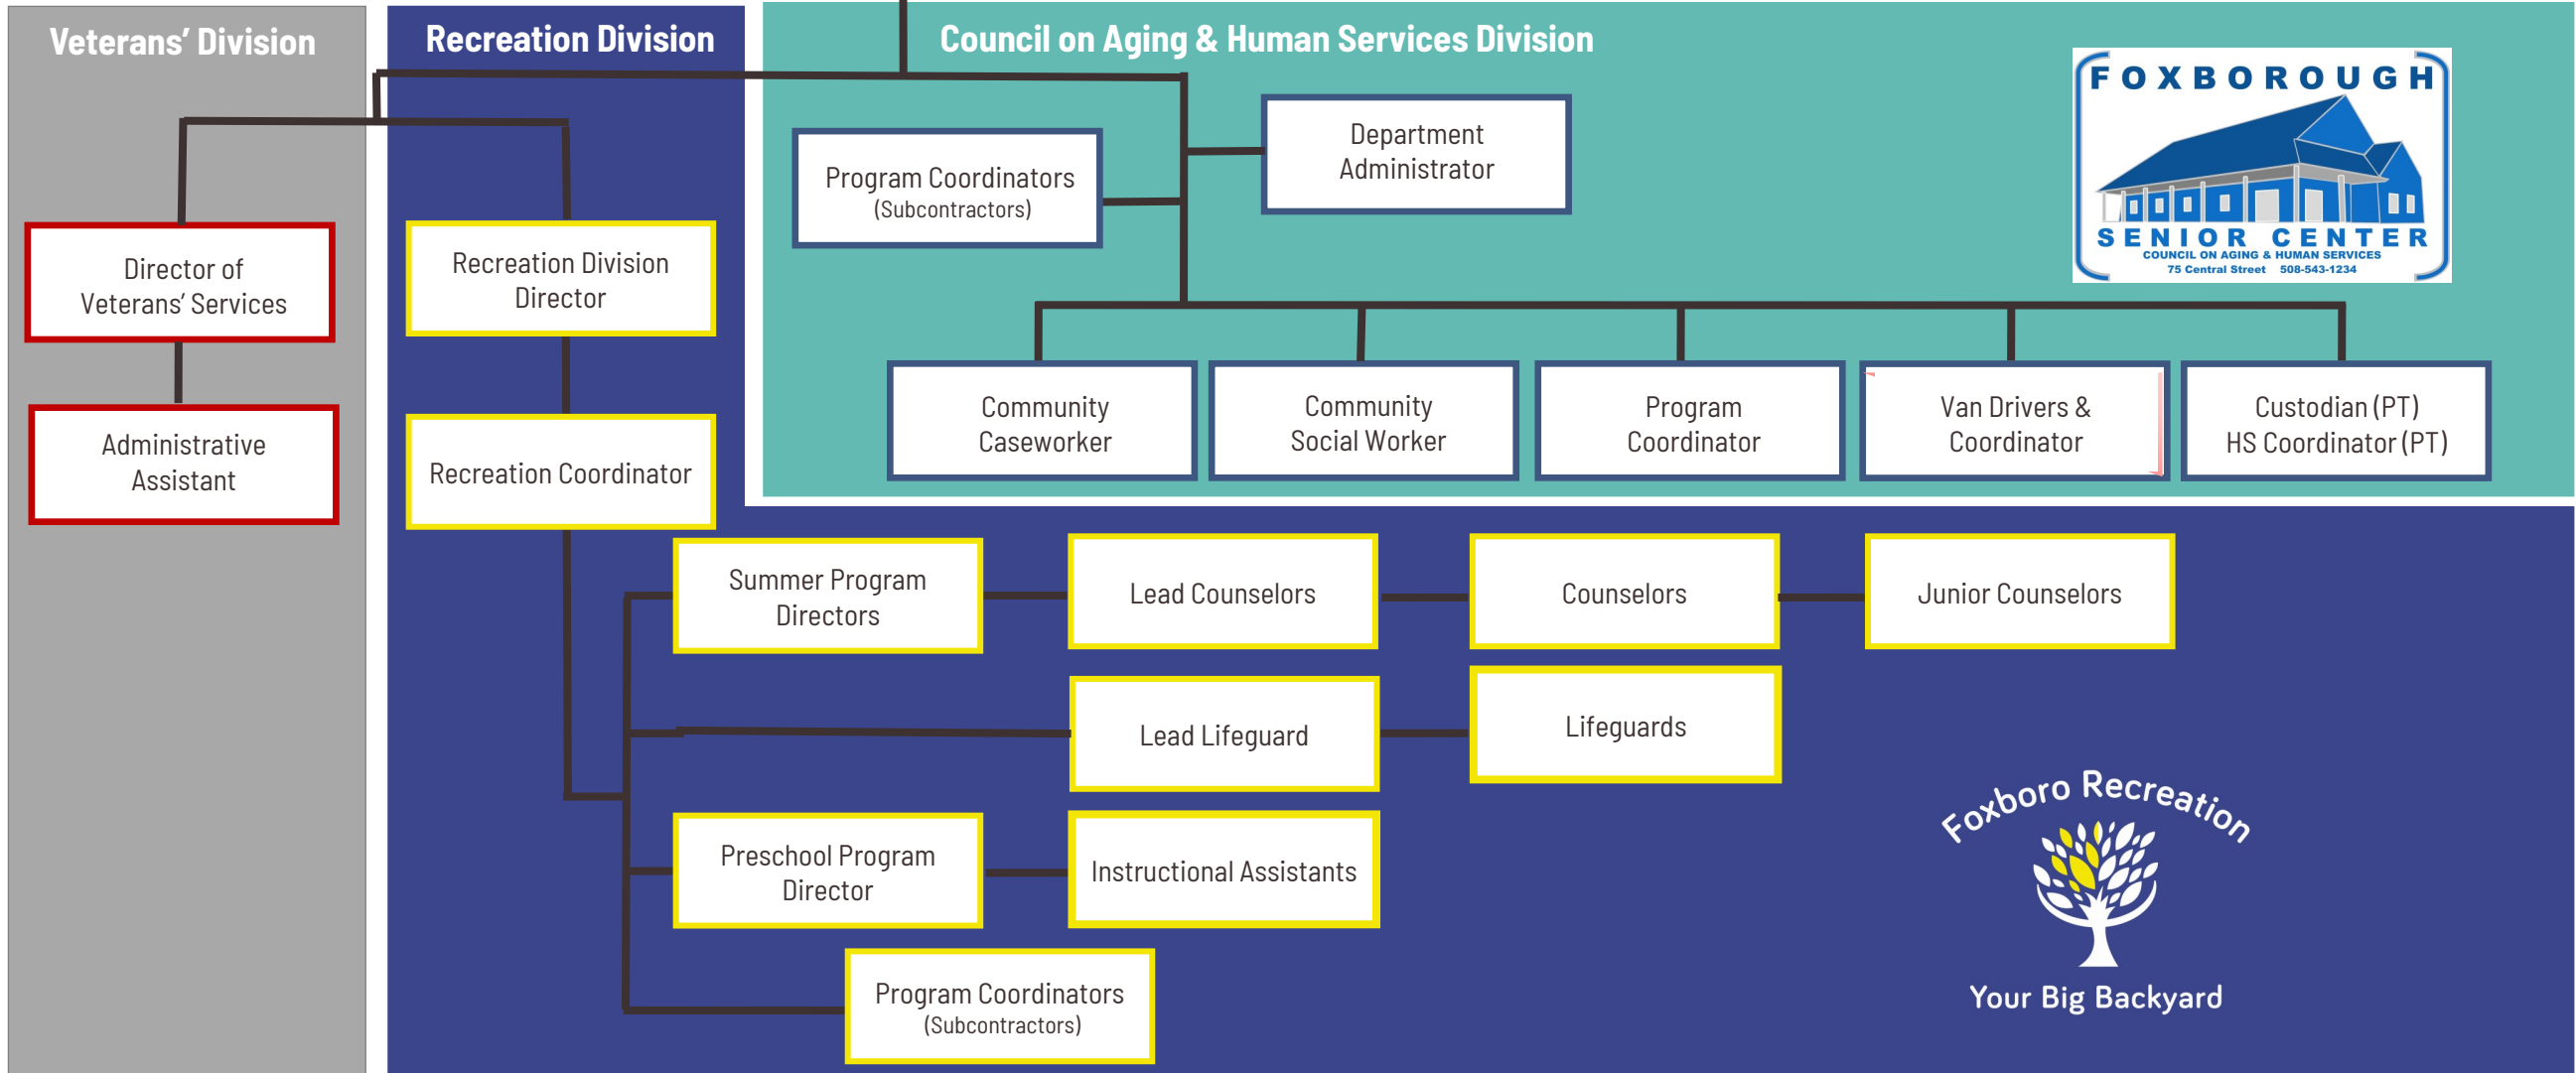 Veterans’ Division
Recreation Division
Council on Aging & Human Services Division
FOXBOROUGH
SENIOR CENTER
COUNCIL ON AGING & HUMAN SERVICES
75 Central Street 508-543-1234
Department
Administrator
Program Coordinators
(Subcontractors)
Director of
Veterans’ Services
Recreation Division
Director
Administrative
Assistant
Recreation Coordinator
Community
Caseworker
Community
Social Worker
Program
Coordinator
Van Drivers &
Coordinator
Custodian (PT)
HS Coordinator (PT)
Summer Program
Directors
Lead Counselors
Counselors
Junior Counselors
Lead Lifeguard
Lifeguards
Preschool Program
Director
Instructional Assistants
Program Coordinators
(Subcontractors)
Foxboro Recreation
Your Big Backyard